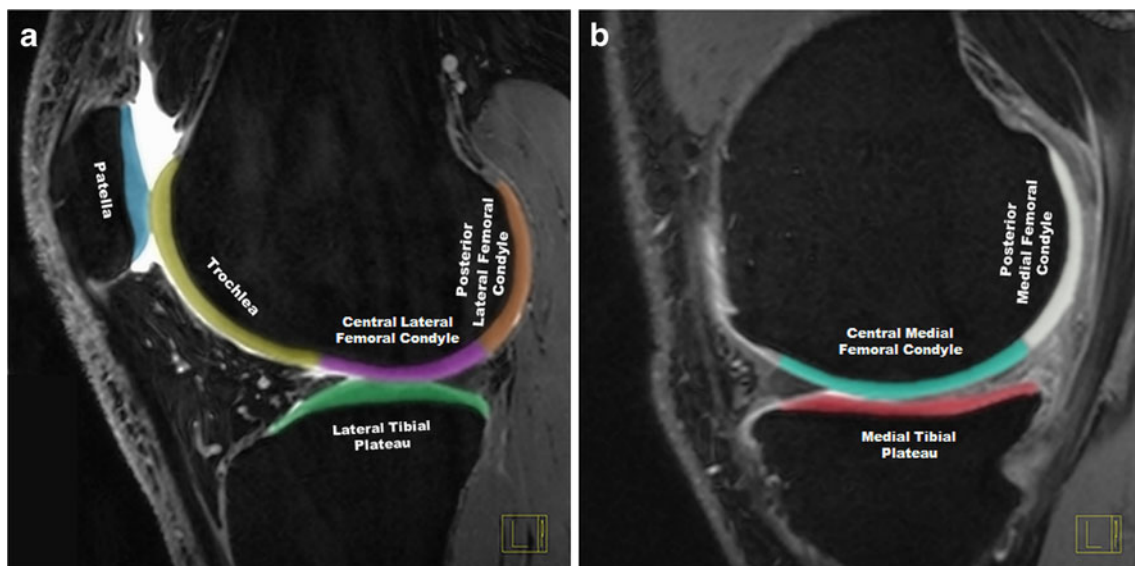 a
Patella
Trochlea
Central Lateral
Femoral Condyle
Posterior
Lateral Femoral
Condyle
Lateral Tibial
Plateau
L
b
Central Medial
Femoral Condyle
Posterior
Medial Femoral
Condyle
Medial Tibial
Plateau
L